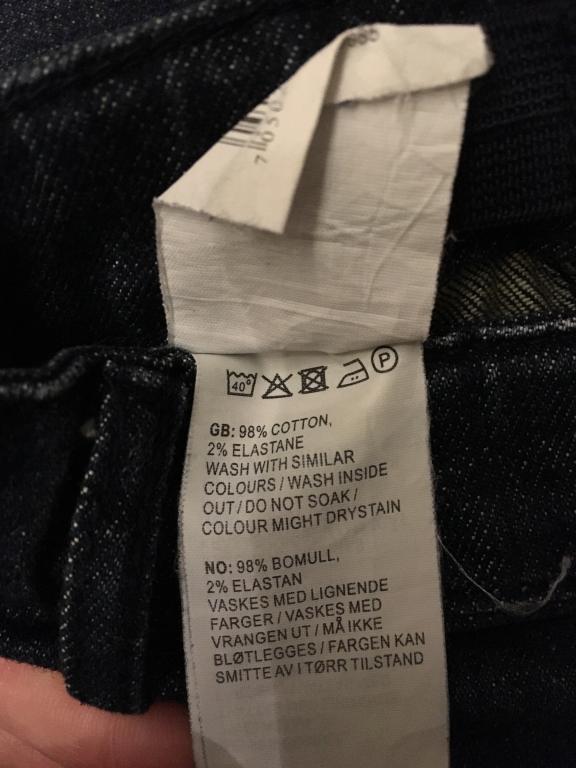 70502
40°
P
GB: 98% COTTON,
2% ELASTANE
WASH WITH SIMILAR
COLOURS / WASH INSIDE
OUT / DO NOT SOAK /
COLOUR MIGHT DRYSTAIN
NO: 98% BOMULL,
2% ELASTAN
VASKES MED LIGNENDE
FARGER / VASKES MED
VRANGEN UT / MÅ IKKE
BLØTLEGGES / FARGEN KAN
SMITTE AV I TØRR TILSTAND